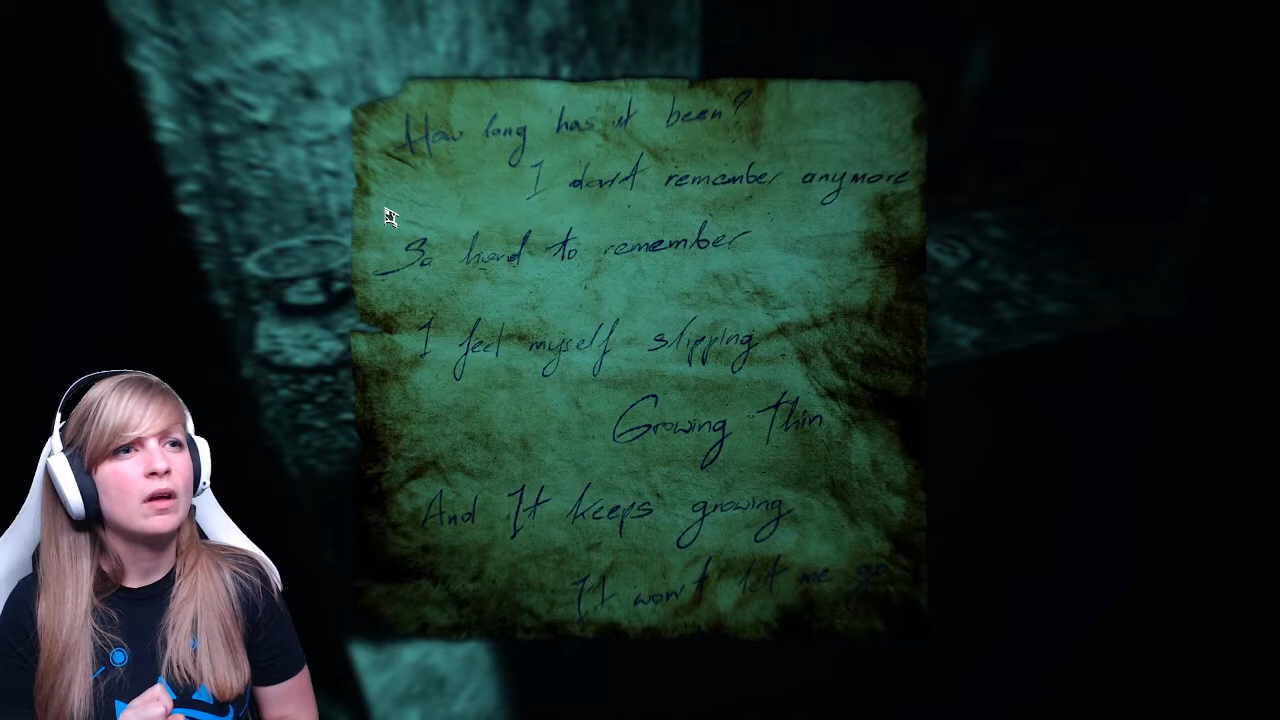 How long has it been?
I don't remember anymore
So hard to remember
I feel myself slipping
Growing thin
And It keeps growing
It won't let me go